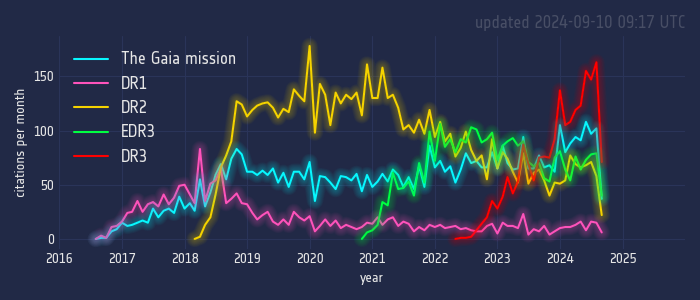 updated 2024-09-10 09:17 UTC
The Gaia mission
DR1
DR2
EDR3
DR3
citations per month
150
100
50
0
2016 2017 2018 2019 2020 2021 2022 2023 2024 2025
year